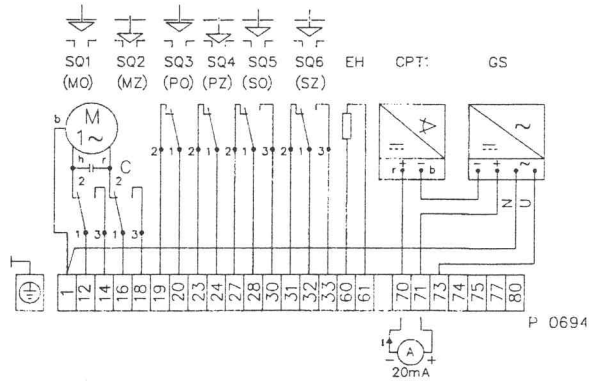 SQ1 SQ2 SQ3 SQ4 SQ5 SQ6 EH CPT1 GS
(MO) (MZ) (PO) (PZ) (SO) (SZ)
b M
1~
h r
C
2 2
2 1 2 1 2 1 3 2 1 3
r + - b - + ~
1 3 1 3
N U
1 12 14 16 18 19 20 23 24 27 28 30 31 32 33 60 61 70 71 73 74 75 77 80
P 0694
I - A +
20mA